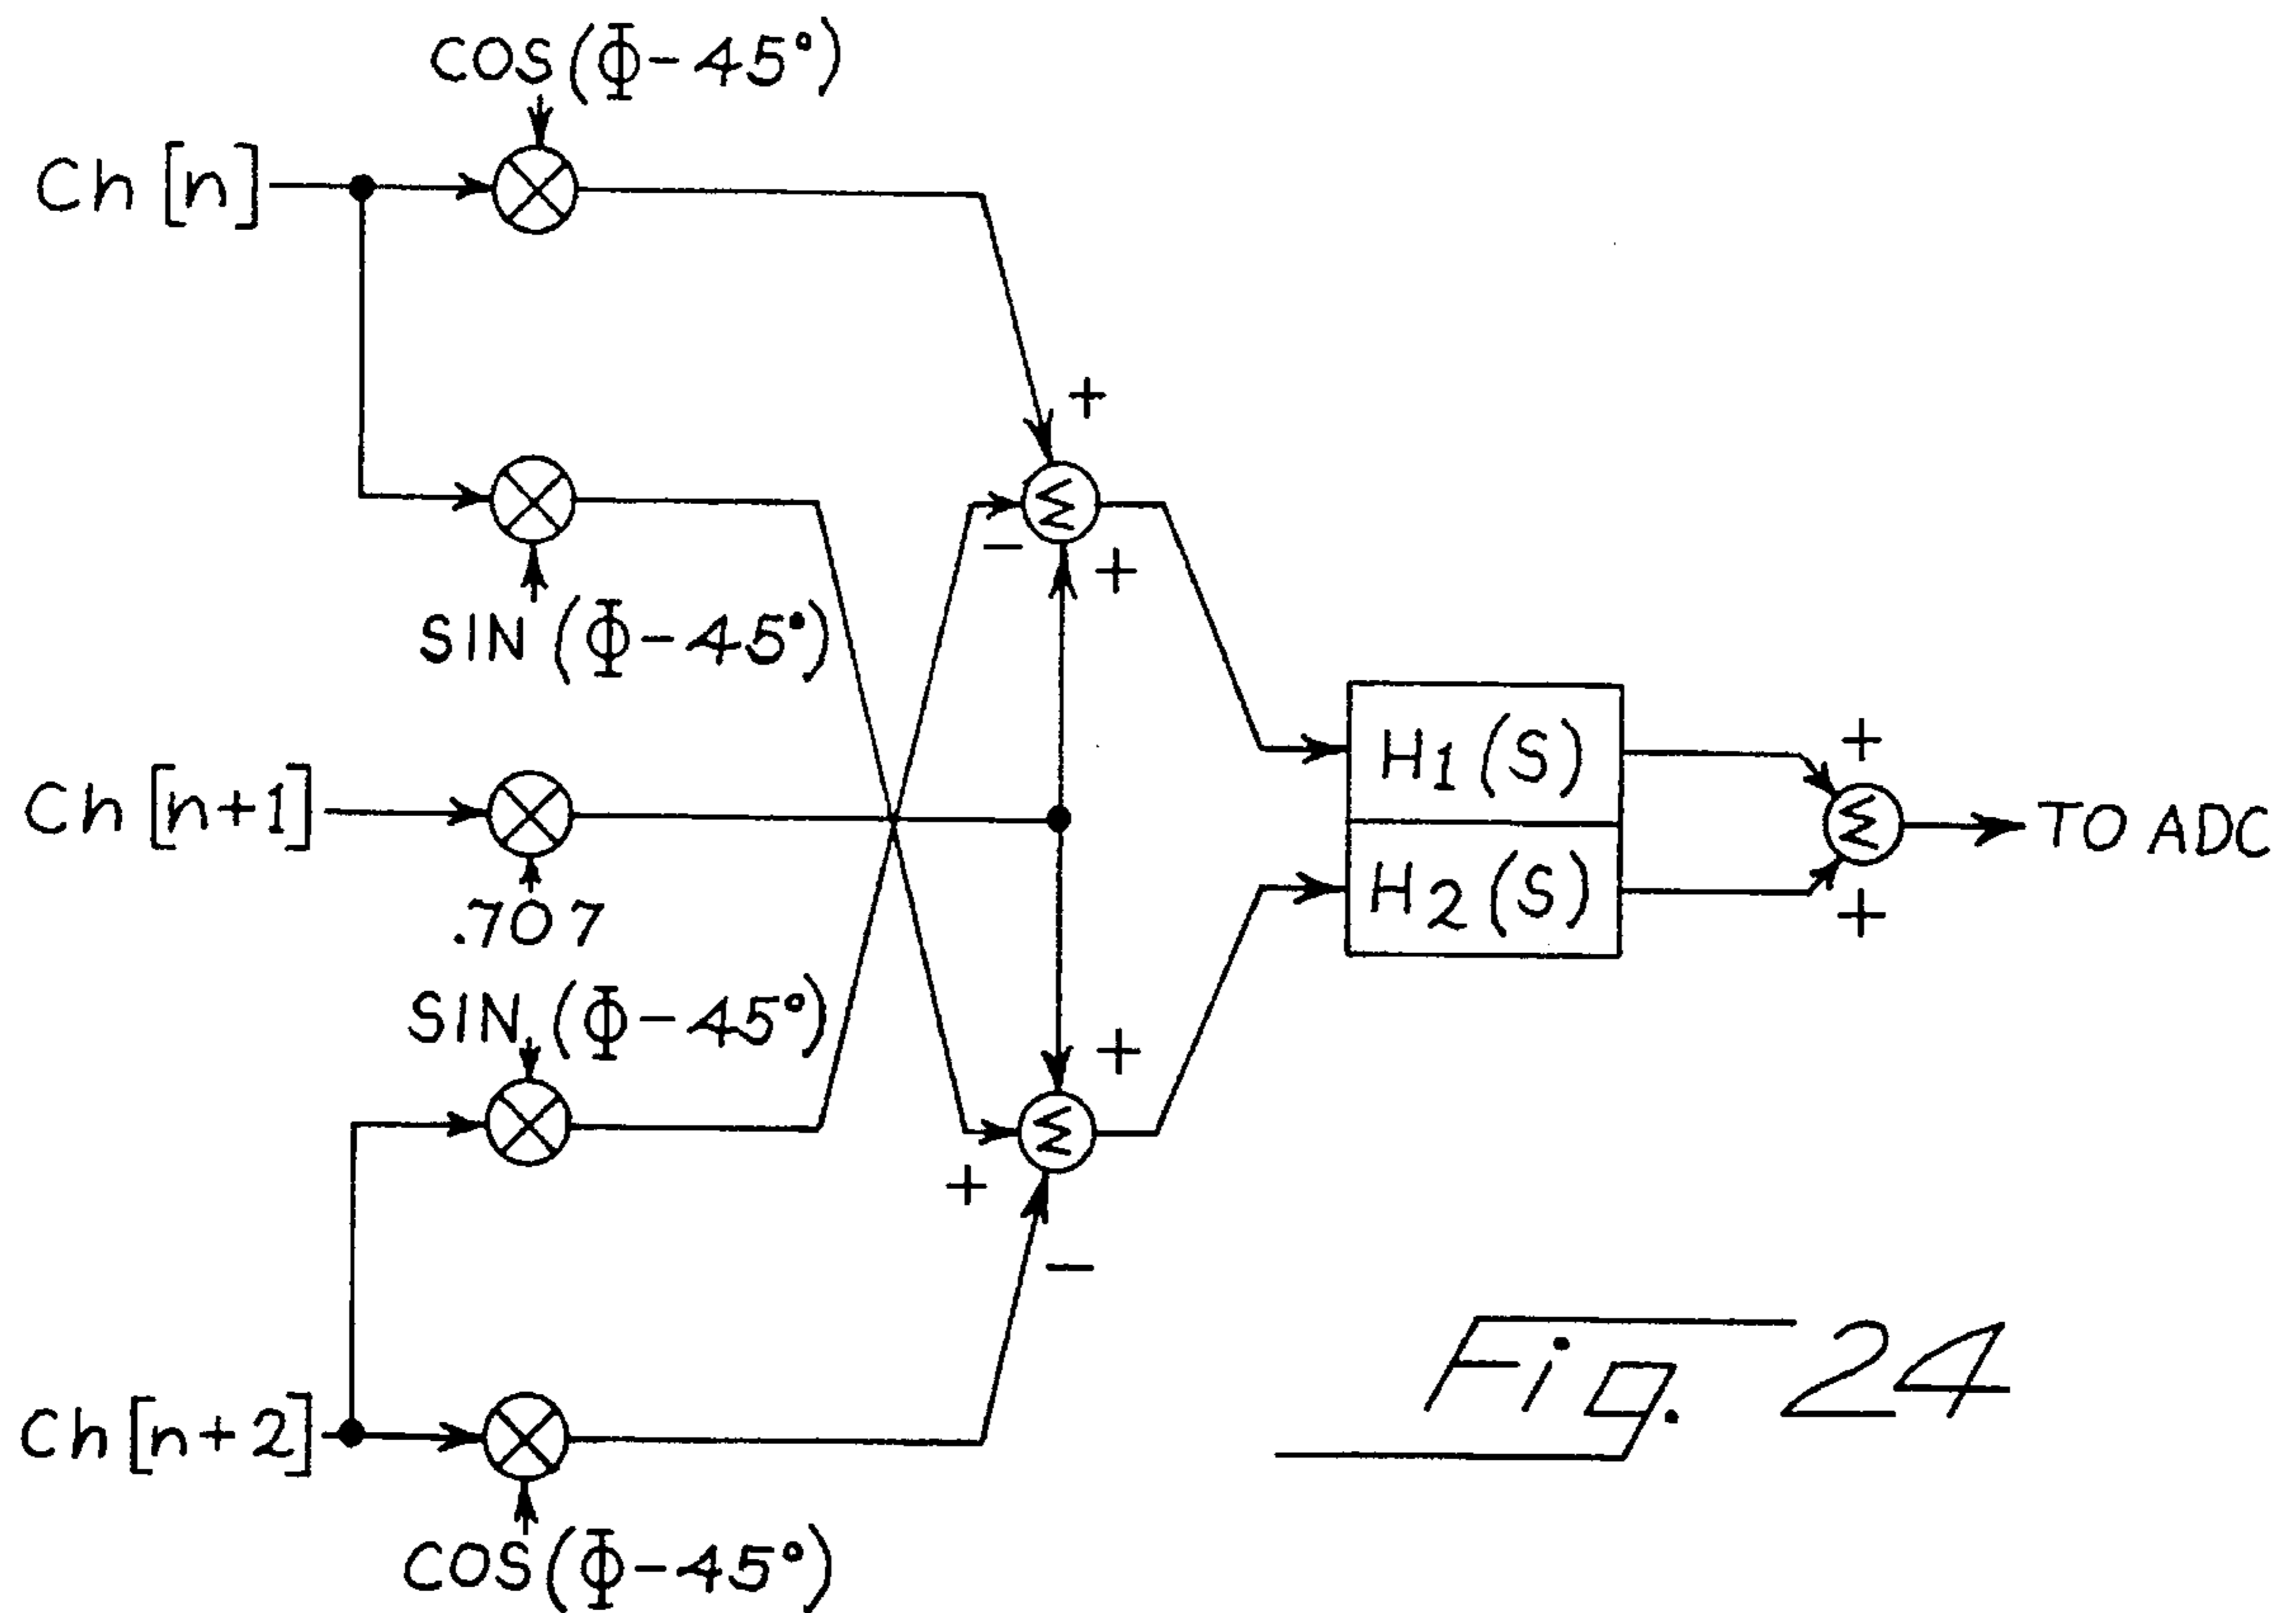 COS(Φ-45°)
Ch[n]
+
Σ
-
+
SIN(Φ-45°)
H1(S)
+
Ch[n+1]
Σ
TO ADC
H2(S)
+
.707
SIN(Φ-45°)
+
Σ
+
-
Ch[n+2]
COS(Φ-45°)
Fig. 24